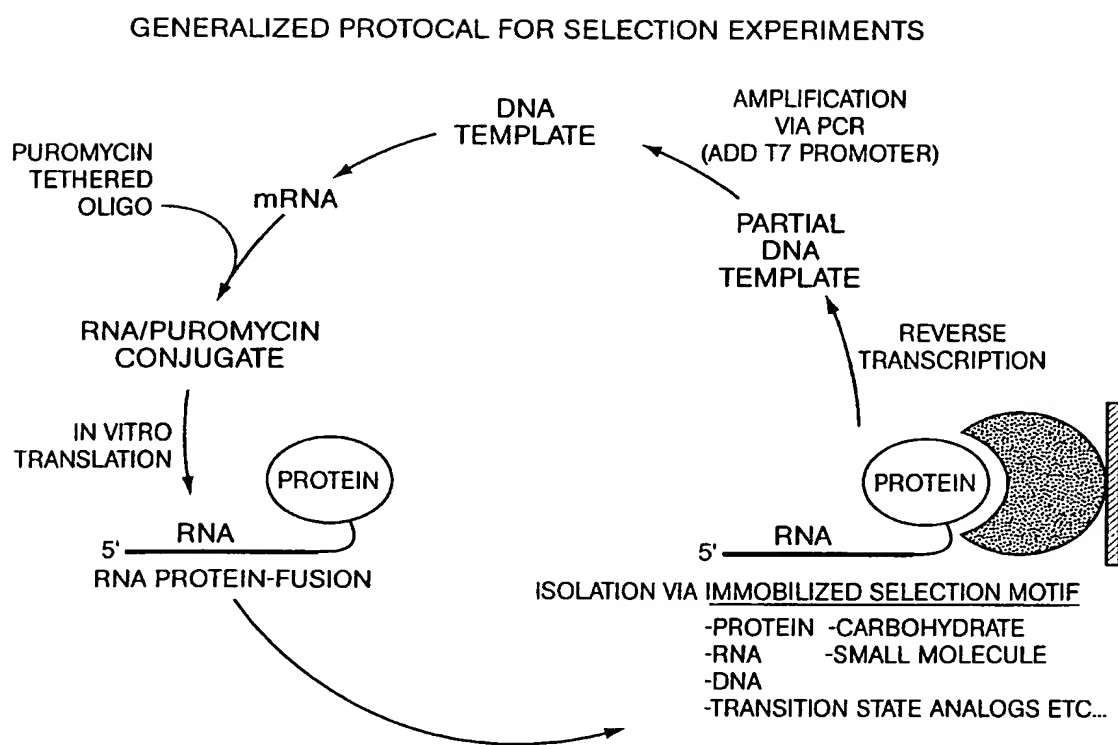 GENERALIZED PROTOCAL FOR SELECTION EXPERIMENTS
DNA
TEMPLATE
AMPLIFICATION
VIA PCR
(ADD T7 PROMOTER)
PUROMYCIN
TETHERED
OLIGO
mRNA
PARTIAL
DNA
TEMPLATE
RNA/PUROMYCIN
CONJUGATE
REVERSE
TRANSCRIPTION
IN VITRO
TRANSLATION
PROTEIN
RNA
5'
RNA PROTEIN-FUSION
PROTEIN
RNA
5'
ISOLATION VIA IMMOBILIZED SELECTION MOTIF
-PROTEIN -CARBOHYDRATE
-RNA -SMALL MOLECULE
-DNA
-TRANSITION STATE ANALOGS ETC...